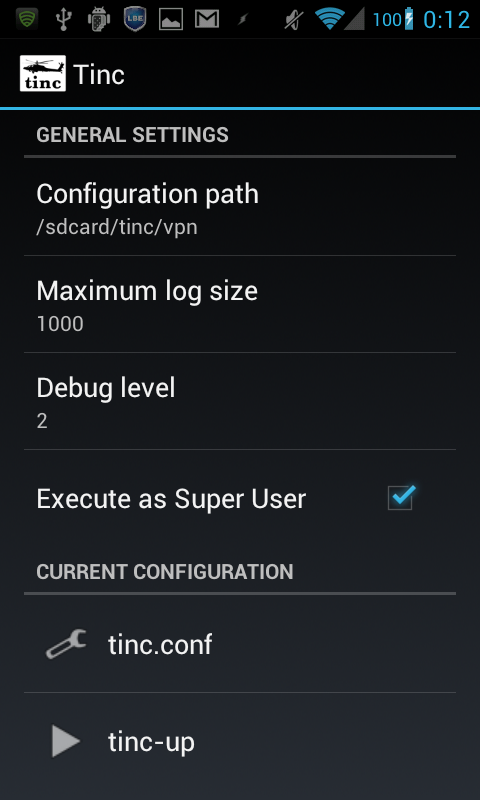 LBE
100
0:12
tinc
Tinc
GENERAL SETTINGS
Configuration path
/sdcard/tinc/vpn
Maximum log size
1000
Debug level
2
Execute as Super User
CURRENT CONFIGURATION
tinc.conf
tinc-up